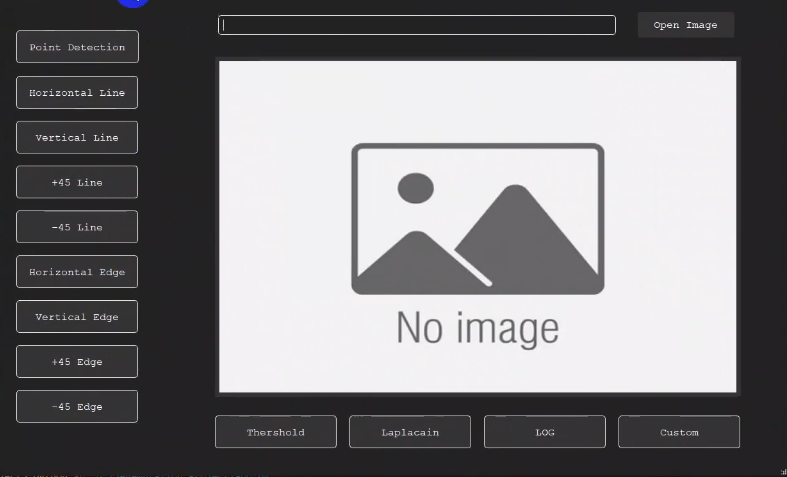 Open Image
Point Detection
Horizontal Line
Vertical Line
+45 Line
-45 Line
Horizontal Edge
Vertical Edge
+45 Edge
-45 Edge
No image
Thershold
Laplacain
LOG
Custom